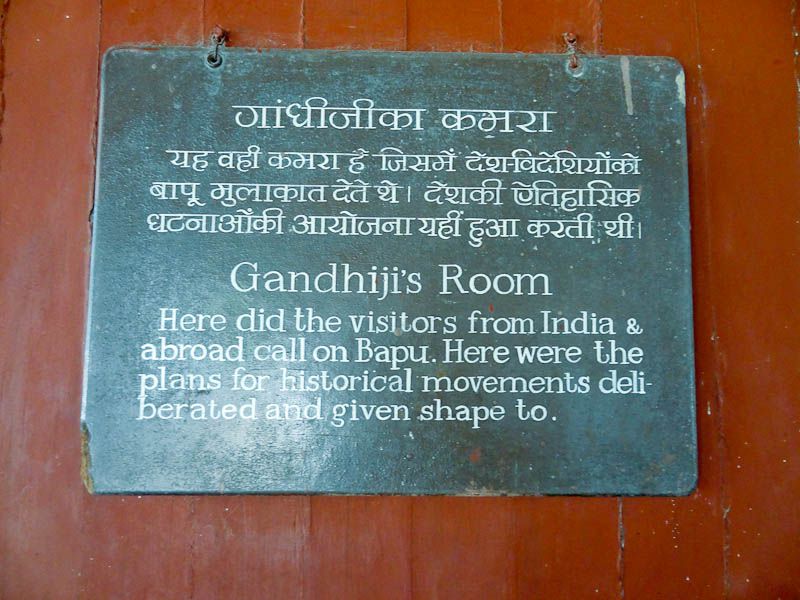 गांधीजीका कमरा
यह वही कमरा है जिसमें देश-विदेशियोंको
बापू मुलाकात देते थे। देशकी ऐतिहासिक
घटनाओंकी आयोजना यहीं हुआ करती थी।
Gandhiji's Room
Here did the visitors from India &
abroad call on Bapu. Here were the
plans for historical movements deli-
berated and given shape to.